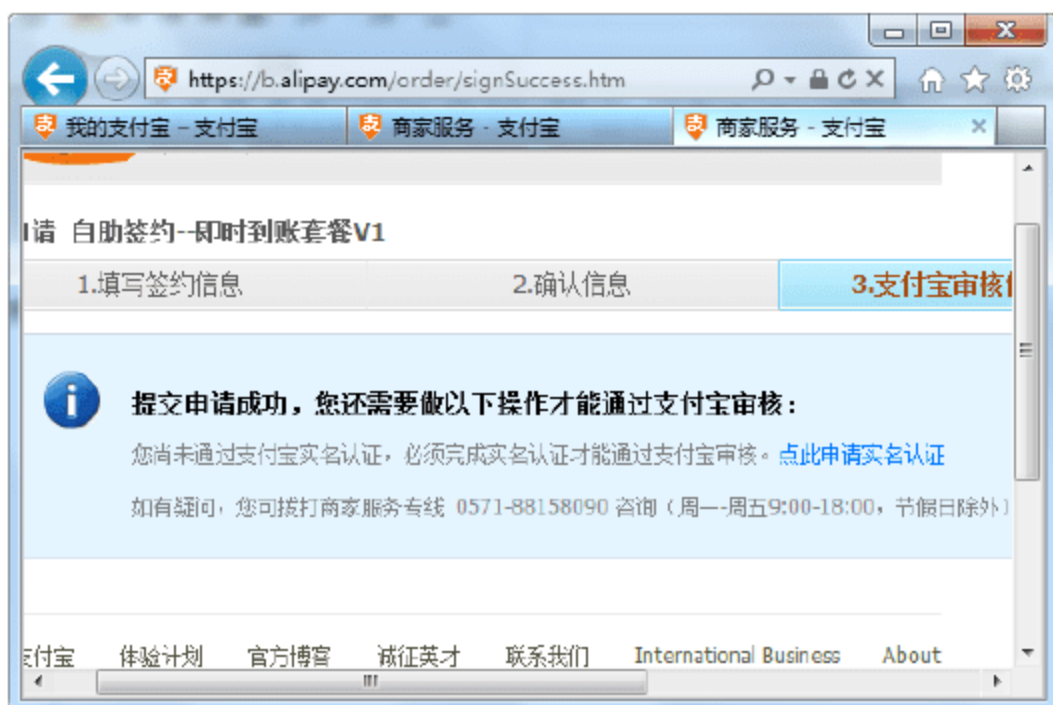 https://b.alipay.com/order/signSuccess.htm
我的支付宝 - 支付宝
商家服务 - 支付宝
商家服务 - 支付宝
请 自助签约--即时到账套餐V1
1.填写签约信息
2.确认信息
3.支付宝审核
提交申请成功，您还需要做以下操作才能通过支付宝审核：
您尚未通过支付宝实名认证，必须完成实名认证才能通过支付宝审核。点此申请实名认证
如有疑问，您可拨打商家服务专线 0571-88158090 咨询（周一-周五9:00-18:00，节假日除外）
支付宝 体验计划 官方博客 诚征英才 联系我们 International Business About